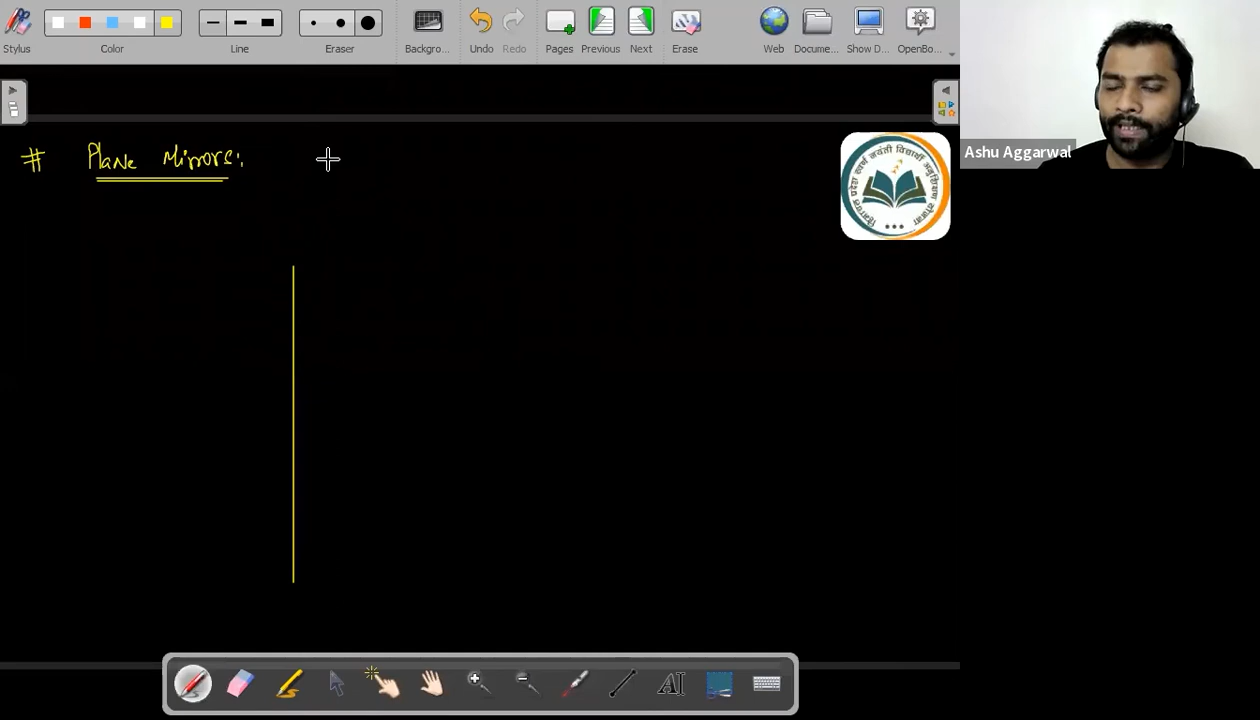 Stylus Color Line Eraser Backgro... Undo Redo Pages Previous Next Erase Web Docume... Show D... OpenBo...
# Plane Mirrors:
Ashu Aggarwal